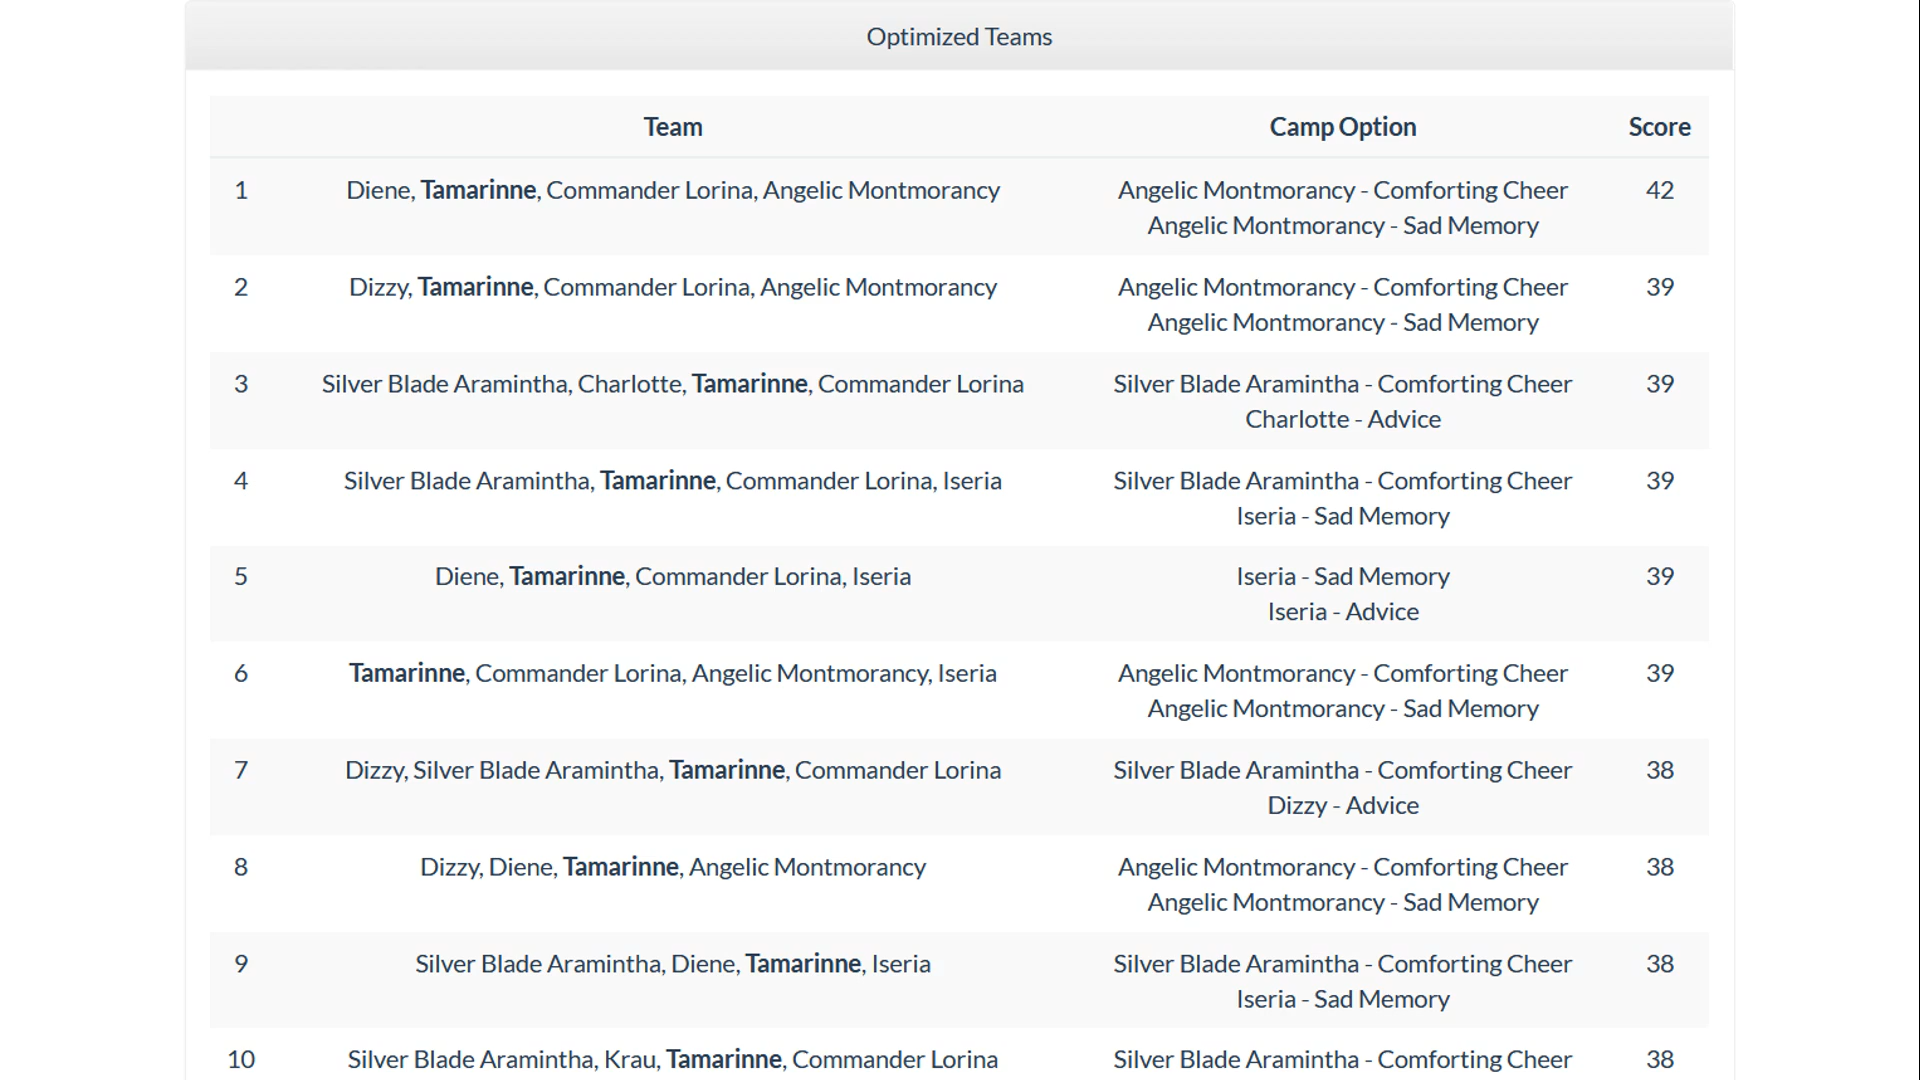 Optimized Teams
Team Camp Option Score
1 Diene, Tamarinne, Commander Lorina, Angelic Montmorancy Angelic Montmorancy - Comforting Cheer 42
Angelic Montmorancy - Sad Memory
2 Dizzy, Tamarinne, Commander Lorina, Angelic Montmorancy Angelic Montmorancy - Comforting Cheer 39
Angelic Montmorancy - Sad Memory
3 Silver Blade Aramintha, Charlotte, Tamarinne, Commander Lorina Silver Blade Aramintha - Comforting Cheer 39
Charlotte - Advice
4 Silver Blade Aramintha, Tamarinne, Commander Lorina, Iseria Silver Blade Aramintha - Comforting Cheer 39
Iseria - Sad Memory
5 Diene, Tamarinne, Commander Lorina, Iseria Iseria - Sad Memory 39
Iseria - Advice
6 Tamarinne, Commander Lorina, Angelic Montmorancy, Iseria Angelic Montmorancy - Comforting Cheer 39
Angelic Montmorancy - Sad Memory
7 Dizzy, Silver Blade Aramintha, Tamarinne, Commander Lorina Silver Blade Aramintha - Comforting Cheer 38
Dizzy - Advice
8 Dizzy, Diene, Tamarinne, Angelic Montmorancy Angelic Montmorancy - Comforting Cheer 38
Angelic Montmorancy - Sad Memory
9 Silver Blade Aramintha, Diene, Tamarinne, Iseria Silver Blade Aramintha - Comforting Cheer 38
Iseria - Sad Memory
10 Silver Blade Aramintha, Krau, Tamarinne, Commander Lorina Silver Blade Aramintha - Comforting Cheer 38